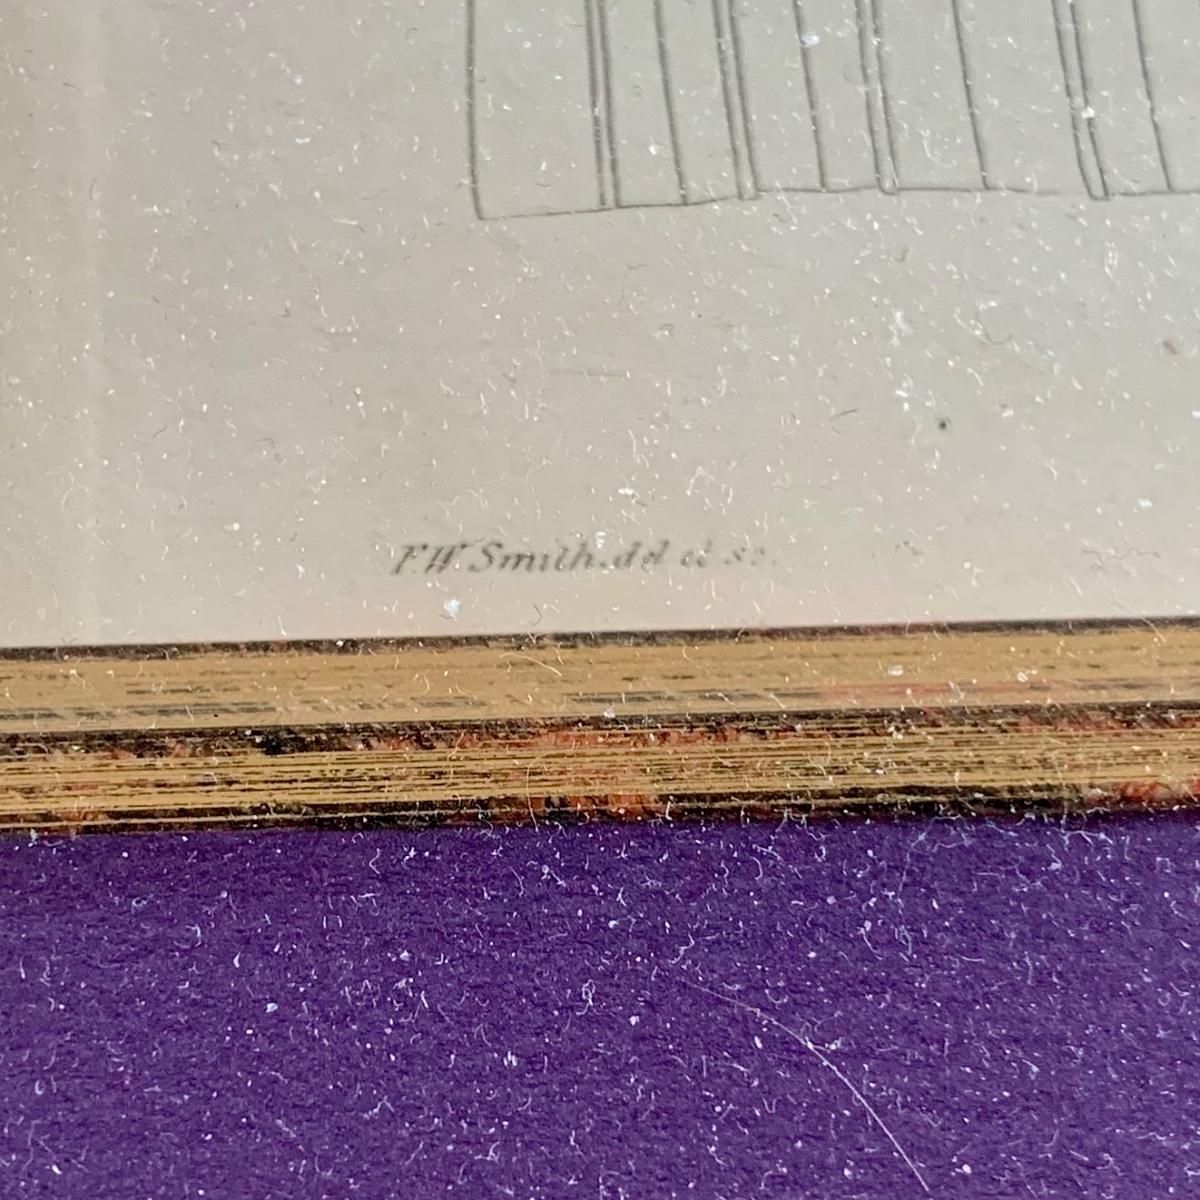 F.W. Smith. del et sc.